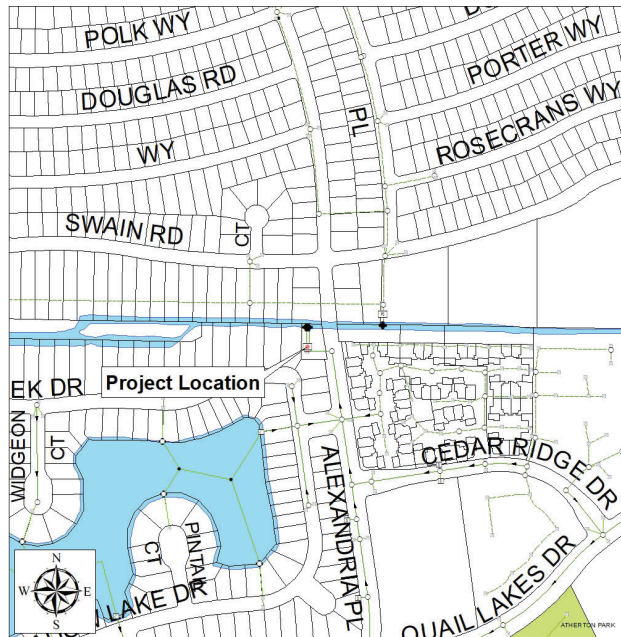 POLK WY
DOUGLAS RD
WY
PL
PORTER WY
ROSECRANS WY
SWAIN RD
CT
EK DR
Project Location
WIDGEON
CT
CEDAR RIDGE DR
ALEXANDRIA PL
PINTAIL
CT
LAKE DR
QUAIL LAKES DR
N
W
E
S
ATHERTON PARK